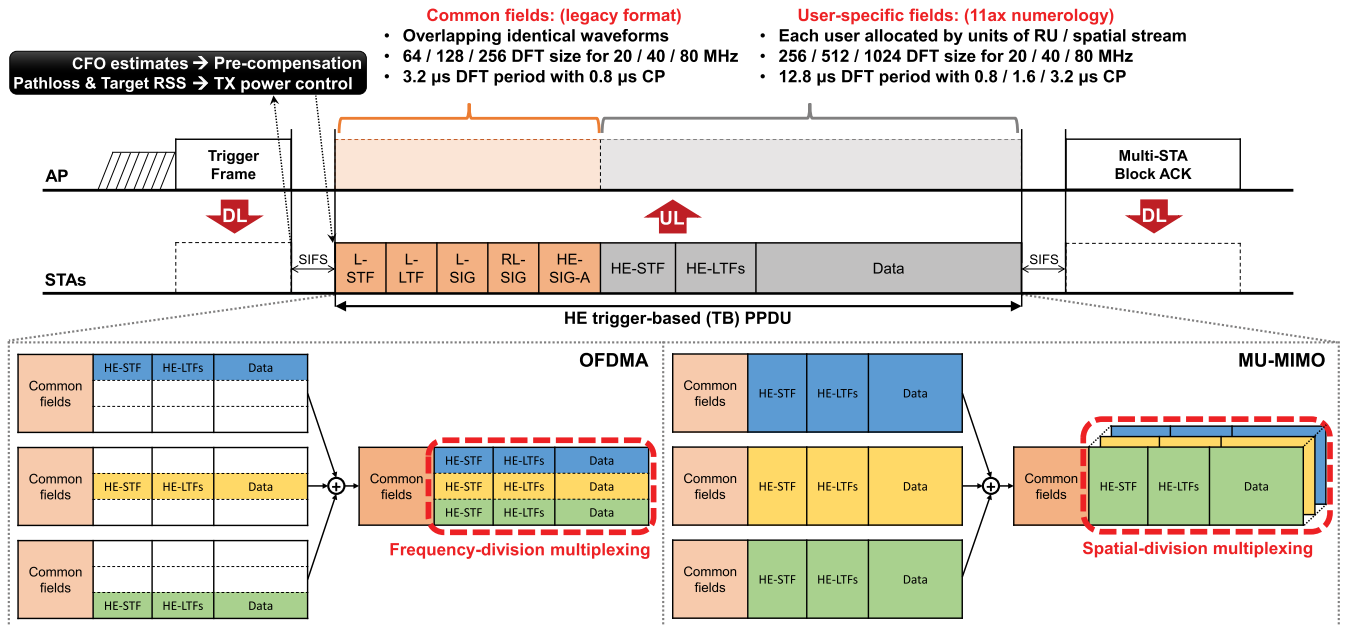 Common fields: (legacy format)
• Overlapping identical waveforms
• 64 / 128 / 256 DFT size for 20 / 40 / 80 MHz
• 3.2 µs DFT period with 0.8 µs CP
User-specific fields: (11ax numerology)
• Each user allocated by units of RU / spatial stream
• 256 / 512 / 1024 DFT size for 20 / 40 / 80 MHz
• 12.8 µs DFT period with 0.8 / 1.6 / 3.2 µs CP
CFO estimates → Pre-compensation
Pathloss & Target RSS → TX power control
AP
Trigger
Frame
Multi-STA
Block ACK
DL
UL
DL
STAs
SIFS
L-
STF
L-
LTF
L-
SIG
RL-
SIG
HE-
SIG-A
HE-STF
HE-LTFs
Data
SIFS
HE trigger-based (TB) PPDU
OFDMA
Common
fields
HE-STF
HE-LTFs
Data
Common
fields
HE-STF
HE-LTFs
Data
Common
fields
HE-STF
HE-LTFs
Data
Common
fields
HE-STF
HE-LTFs
Data
HE-STF
HE-LTFs
Data
HE-STF
HE-LTFs
Data
Frequency-division multiplexing
MU-MIMO
Common
fields
HE-STF
HE-LTFs
Data
Common
fields
HE-STF
HE-LTFs
Data
Common
fields
HE-STF
HE-LTFs
Data
Common
fields
HE-STF
HE-LTFs
Data
Spatial-division multiplexing